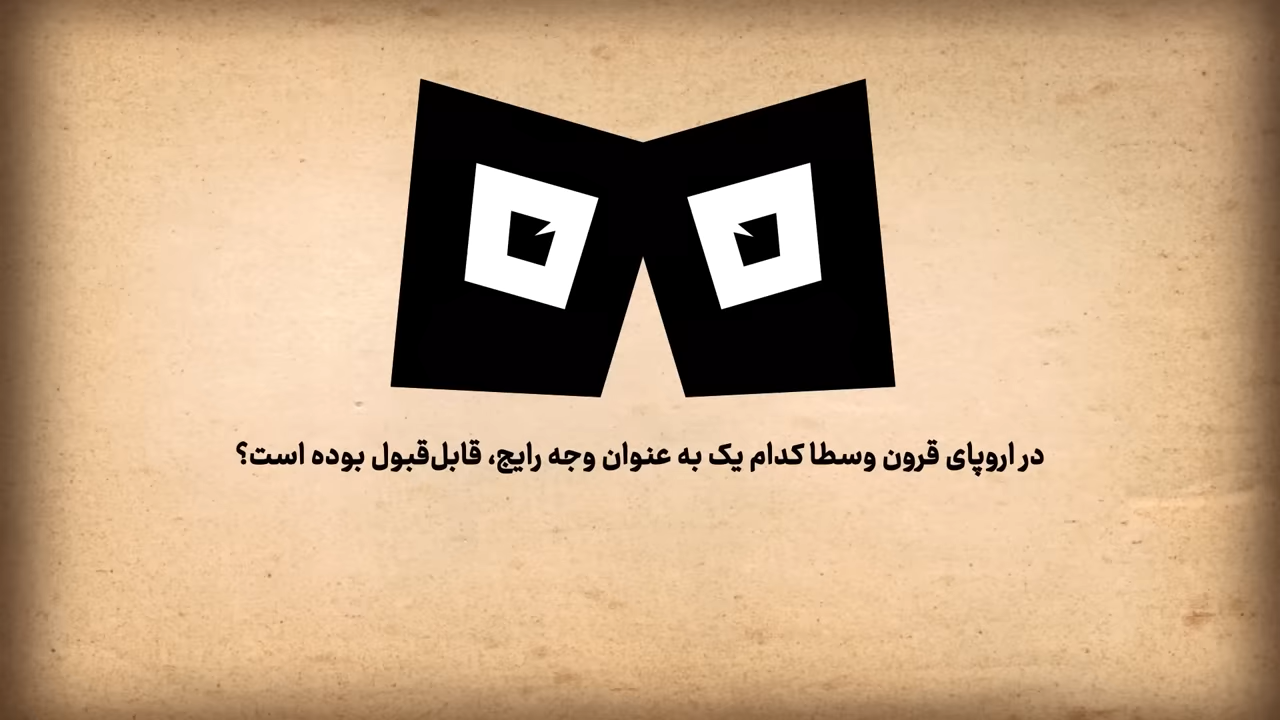 در اروپای قرون وسطا کدام یک به عنوان وجه رایج، قابل‌قبول بوده است؟